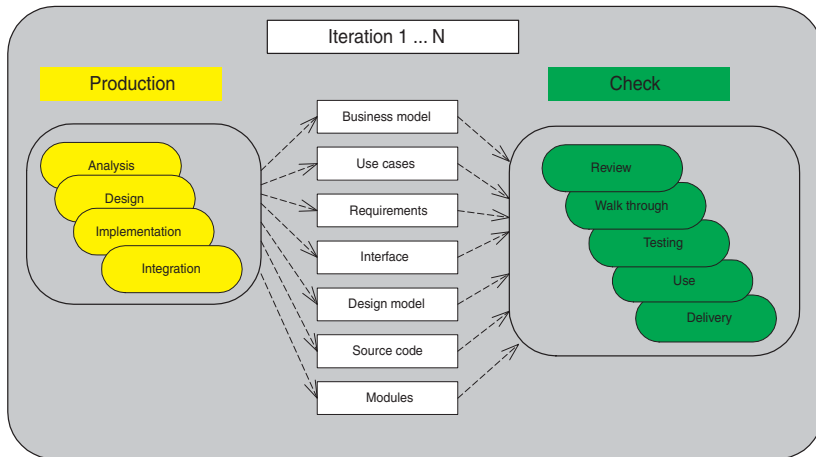 Iteration 1 ... N
Production
Check
Analysis
Design
Implementation
Integration
Business model
Use cases
Requirements
Interface
Design model
Source code
Modules
Review
Walk through
Testing
Use
Delivery